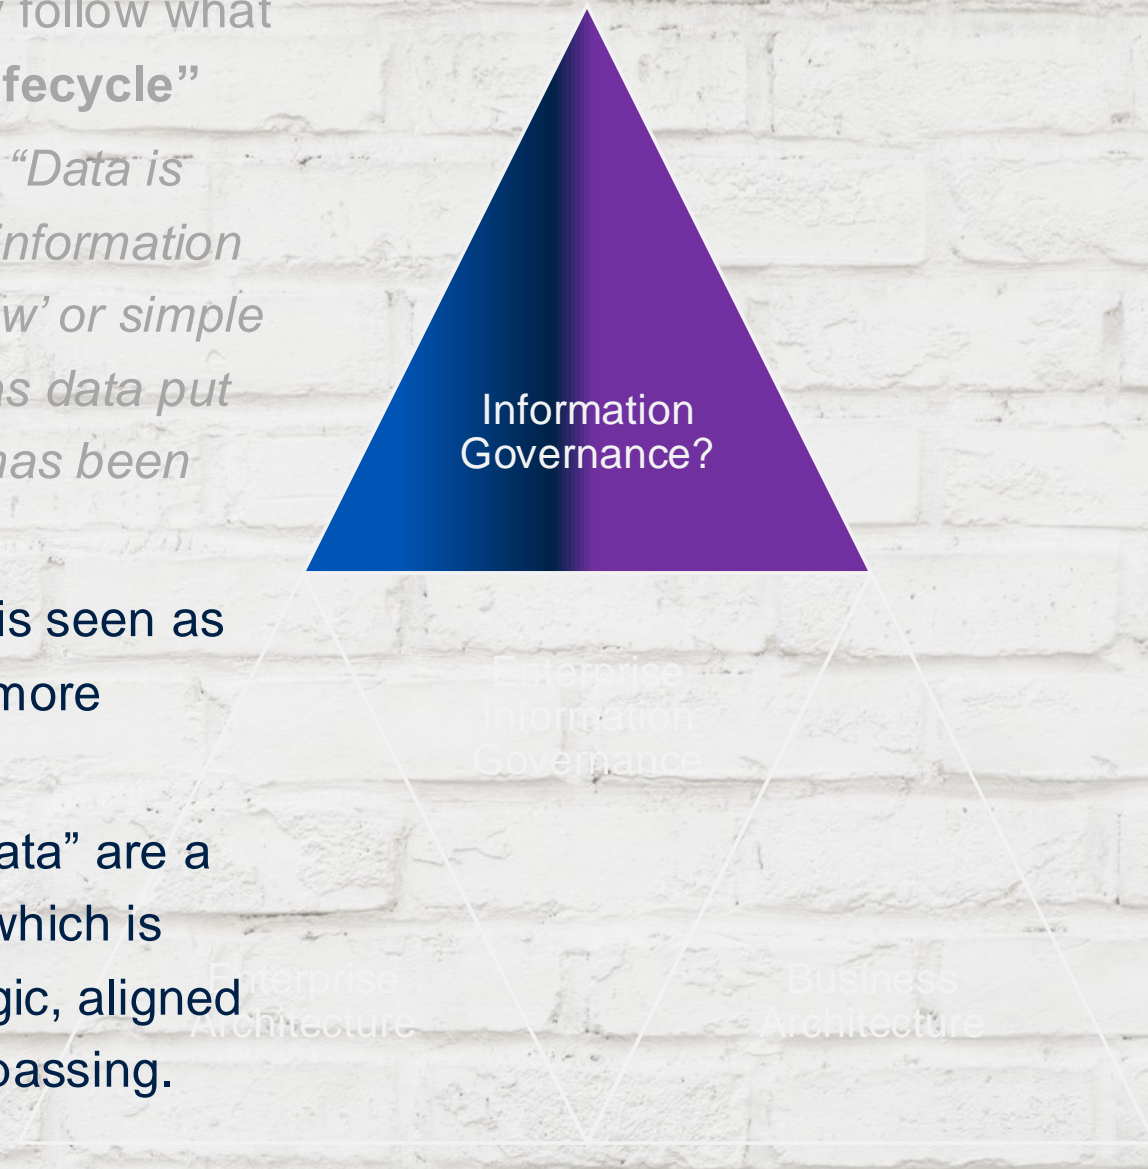 follow what
fecycle”
“Data is
information
w’ or simple
as data put
has been
is seen as
more
ata” are a
which is
gic, aligned
passing.
Information
Governance?
Enterprise
Information
Governance
Enterprise
Architecture
Business
Architecture